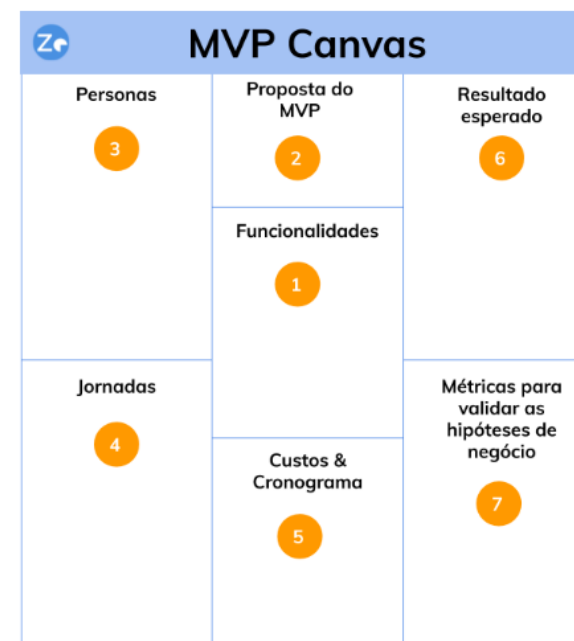 Ze
MVP Canvas
Personas
3
Proposta do
MVP
2
Resultado
esperado
6
Funcionalidades
1
Jornadas
4
Custos &
Cronograma
5
Métricas para
validar as
hipóteses de
negócio
7